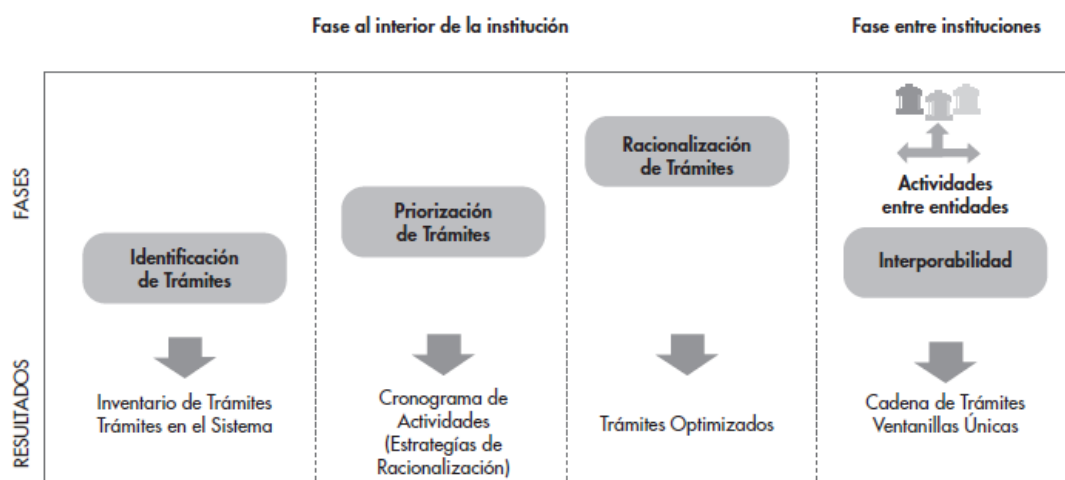 Fase al interior de la institución
Fase entre instituciones
FASES
Identificación
de Trámites
Priorización
de Trámites
Racionalización
de Trámites
Actividades
entre entidades
Interporabilidad
RESULTADOS
Inventario de Trámites
Trámites en el Sistema
Cronograma de
Actividades
(Estrategías de
Racionalización)
Trámites Optimizados
Cadena de Trámites
Ventanillas Únicas